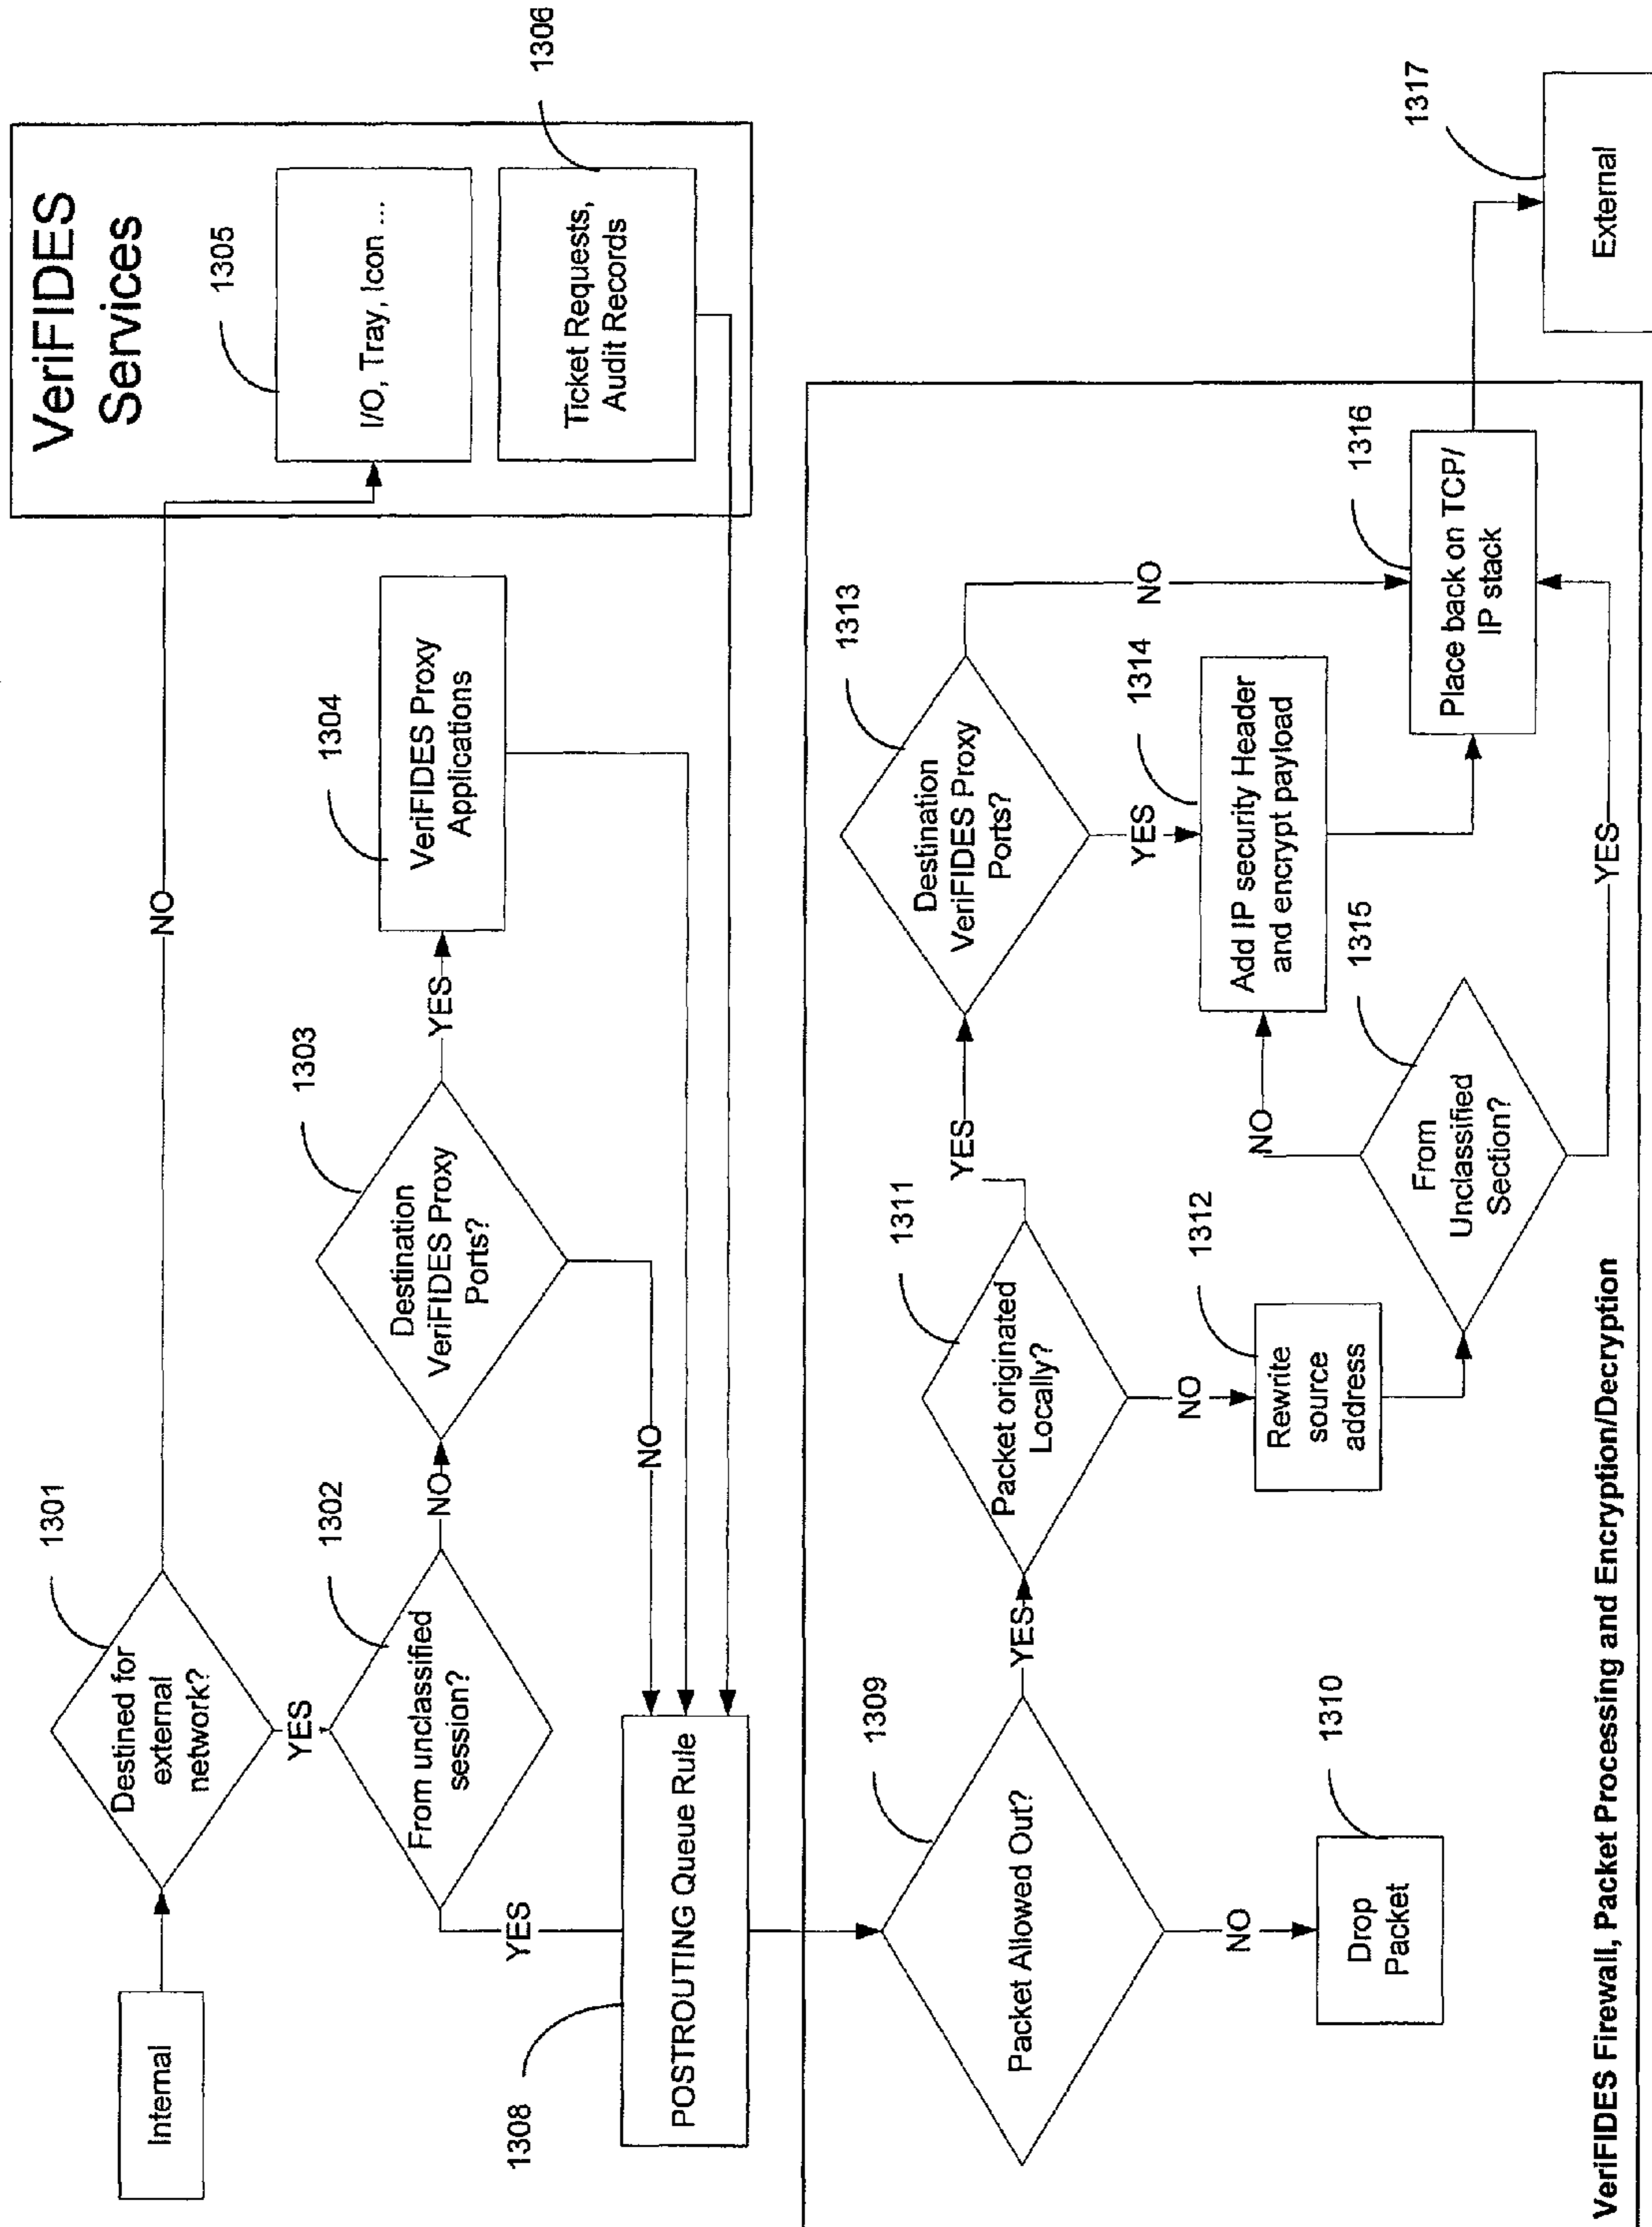 Internal
1301
Destined for
external
network?
NO
YES
1302
From unclassified
session?
NO
YES
1303
Destination
VeriFIDES Proxy
Ports?
YES
NO
1304
VeriFIDES Proxy
Applications
VeriFIDES
Services
1305
I/O, Tray, Icon ...
1306
Ticket Requests,
Audit Records
1308
POSTROUTING Queue Rule
1309
Packet Allowed Out?
YES
NO
1310
Drop
Packet
1311
Packet originated
Locally?
YES
NO
1312
Rewrite
source
address
1313
Destination
VeriFIDES Proxy
Ports?
NO
YES
1314
Add IP security Header
and encrypt payload
1315
From
Unclassified
Section?
NO
YES
1316
Place back on TCP/
IP stack
1317
External
VeriFIDES Firewall, Packet Processing and Encryption/Decryption